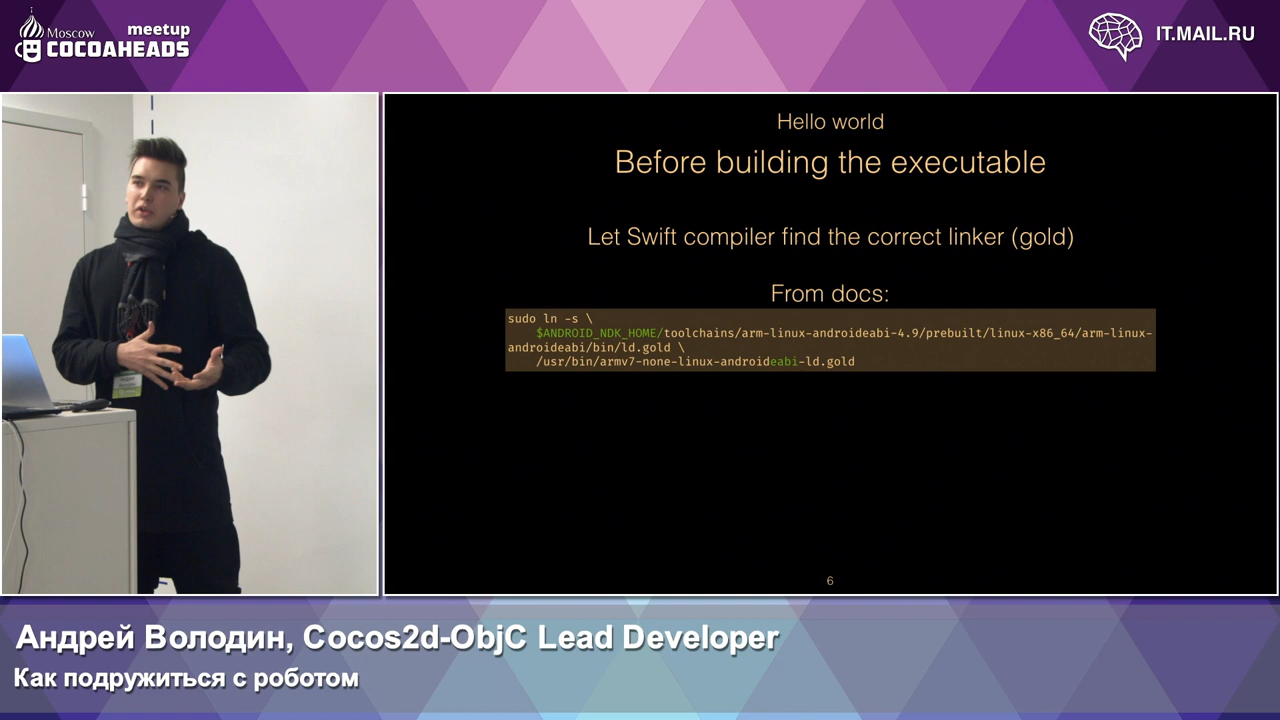 Moscow
meetup
COCOAHEADS
IT.MAIL.RU
Hello world
Before building the executable
Let Swift compiler find the correct linker (gold)
From docs:
sudo ln -s \
$ANDROID_NDK_HOME/toolchains/arm-linux-androideabi-4.9/prebuilt/linux-x86_64/arm-linux-
androideabi/bin/ld.gold \
/usr/bin/armv7-none-linux-androideabi-ld.gold
6
Андрей Володин, Cocos2d-ObjC Lead Developer
Как подружиться с роботом